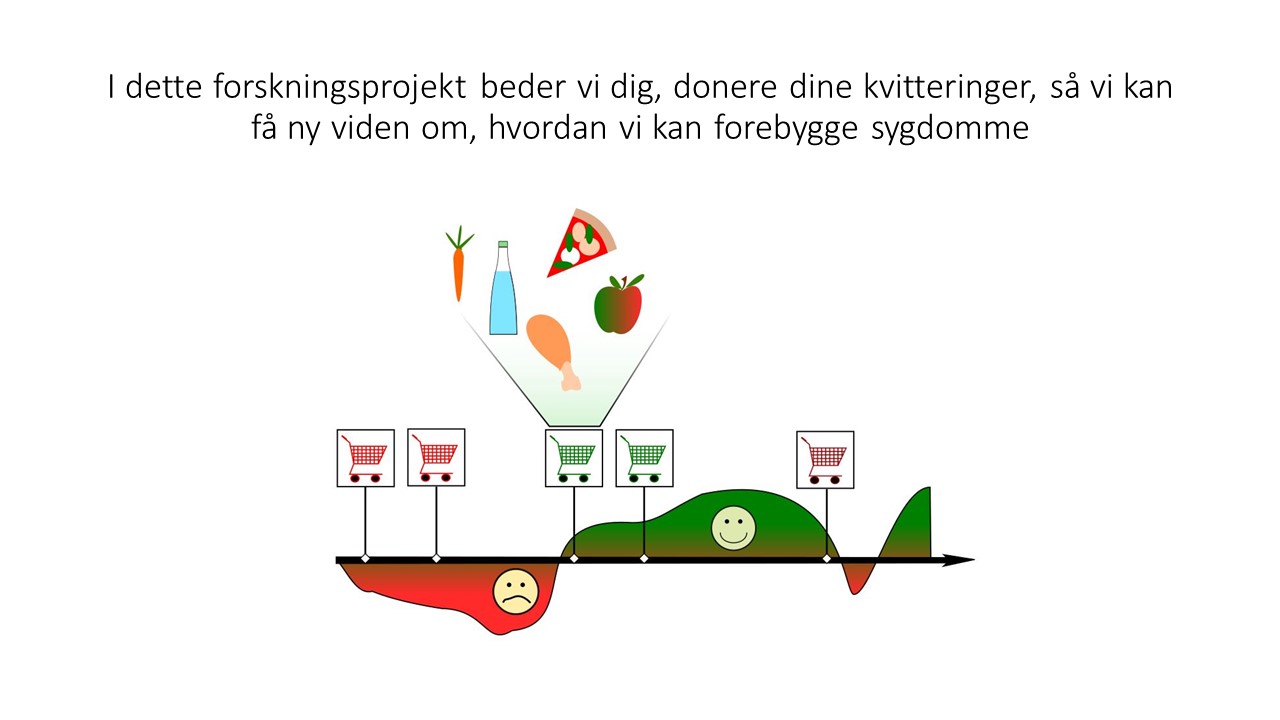 I dette forskningsprojekt beder vi dig, donere dine kvitteringer, så vi kan
få ny viden om, hvordan vi kan forebygge sygdomme